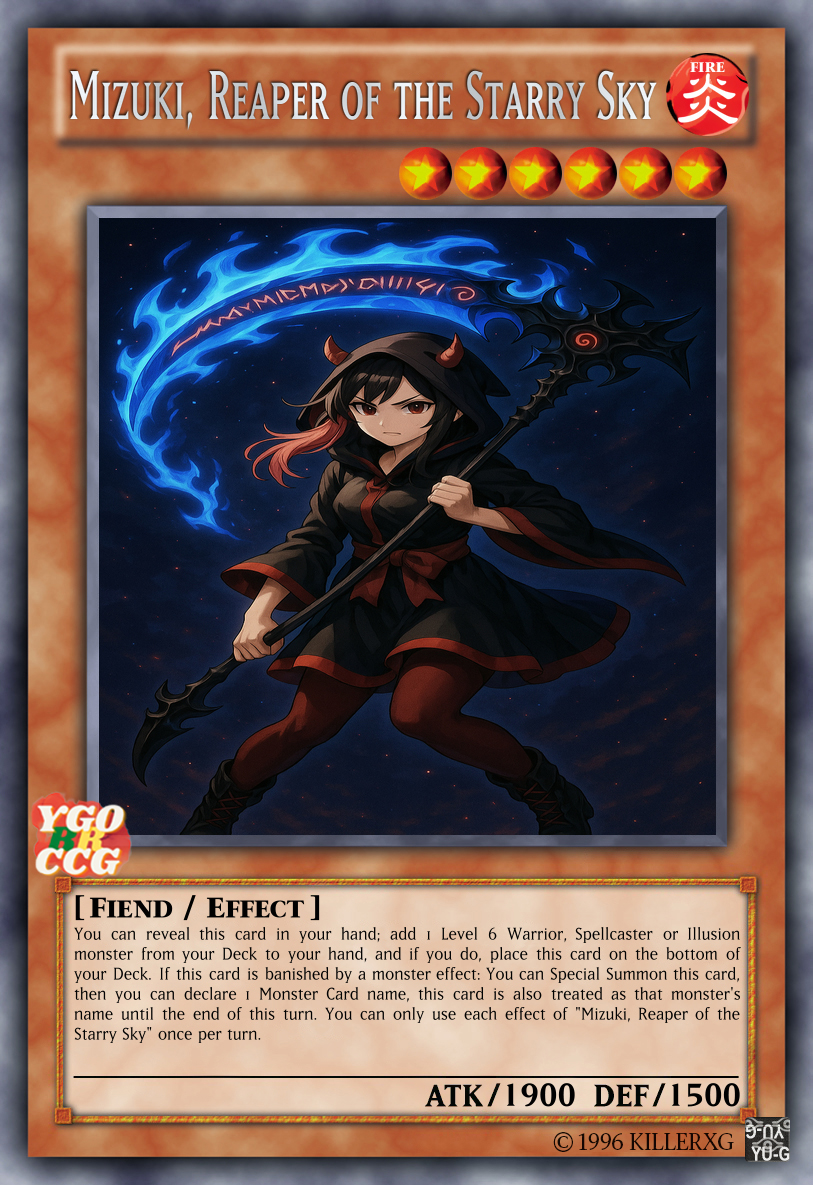 Mizuki, Reaper of the Starry Sky
FIRE
炎
YGO
RR
CCG
[ Fiend / Effect ]
You can reveal this card in your hand; add 1 Level 6 Warrior, Spellcaster or Illusion
monster from your Deck to your hand, and if you do, place this card on the bottom of
your Deck. If this card is banished by a monster effect: You can Special Summon this card,
then you can declare 1 Monster Card name, this card is also treated as that monster's
name until the end of this turn. You can only use each effect of "Mizuki, Reaper of the
Starry Sky" once per turn.
ATK/1900 DEF/1500
© 1996 KILLERXG
YU-G
YU-G